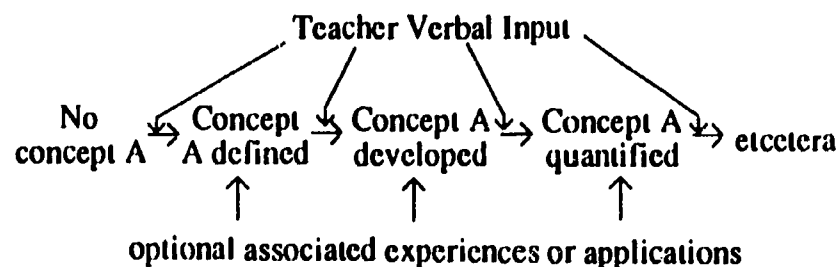 Teacher Verbal Input
No Concept Concept A Concept A
concept A A defined developed quantified etcetera
optional associated experiences or applications